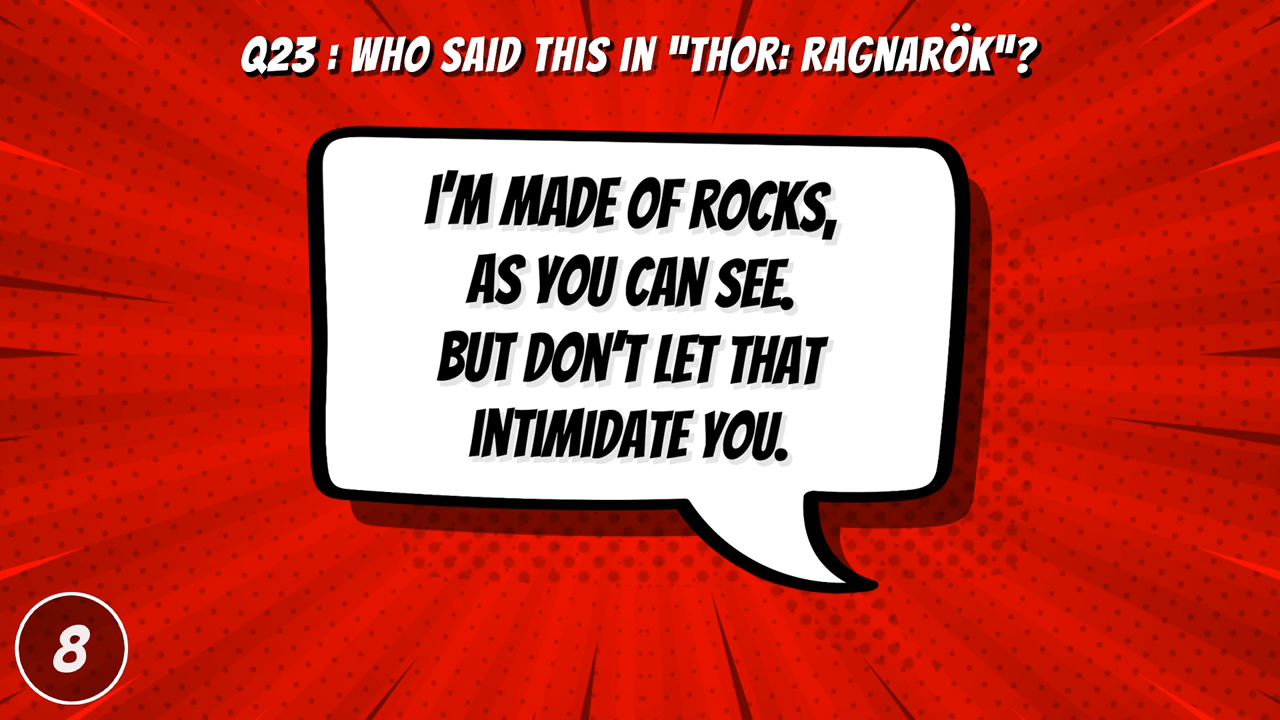 Q23 : WHO SAID THIS IN "THOR: RAGNARÖK"?
I'M MADE OF ROCKS,
AS YOU CAN SEE.
BUT DON'T LET THAT
INTIMIDATE YOU.
8